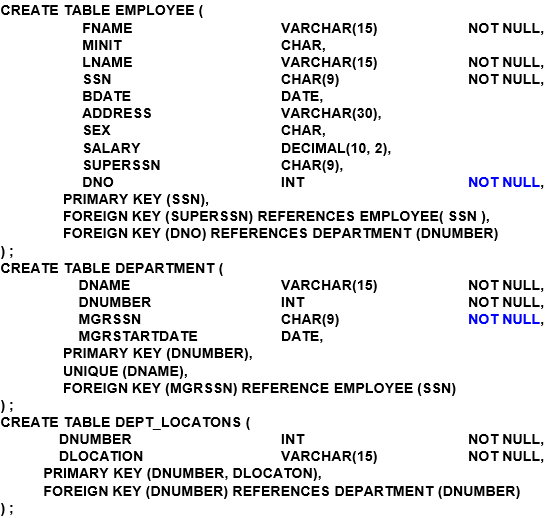 CREATE TABLE EMPLOYEE (
FNAME VARCHAR(15) NOT NULL,
MINIT CHAR,
LNAME VARCHAR(15) NOT NULL,
SSN CHAR(9) NOT NULL,
BDATE DATE,
ADDRESS VARCHAR(30),
SEX CHAR,
SALARY DECIMAL(10, 2),
SUPERSSN CHAR(9),
DNO INT NOT NULL,
PRIMARY KEY (SSN),
FOREIGN KEY (SUPERSSN) REFERENCES EMPLOYEE( SSN ),
FOREIGN KEY (DNO) REFERENCES DEPARTMENT (DNUMBER)
) ;
CREATE TABLE DEPARTMENT (
DNAME VARCHAR(15) NOT NULL,
DNUMBER INT NOT NULL,
MGRSSN CHAR(9) NOT NULL,
MGRSTARTDATE DATE,
PRIMARY KEY (DNUMBER),
UNIQUE (DNAME),
FOREIGN KEY (MGRSSN) REFERENCE EMPLOYEE (SSN)
) ;
CREATE TABLE DEPT_LOCATONS (
DNUMBER INT NOT NULL,
DLOCATION VARCHAR(15) NOT NULL,
PRIMARY KEY (DNUMBER, DLOCATON),
FOREIGN KEY (DNUMBER) REFERENCES DEPARTMENT (DNUMBER)
) ;